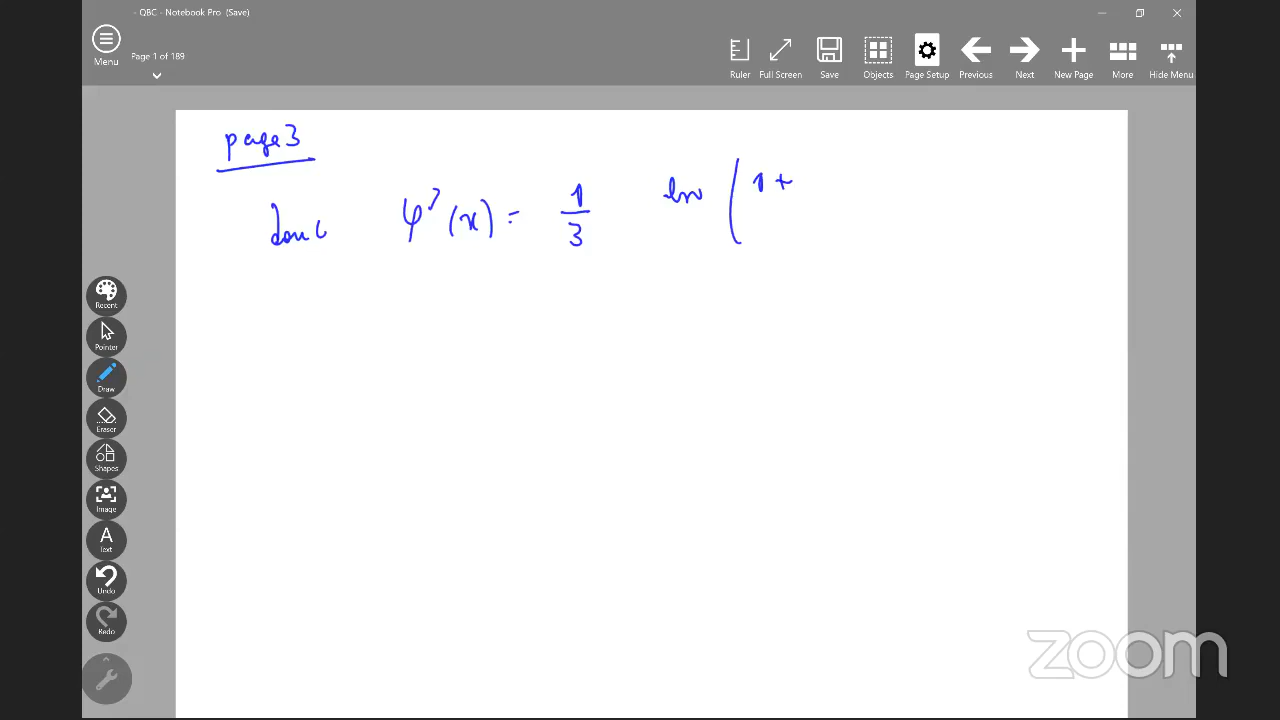 - QBC - Notebook Pro (Save)
Menu
Page 1 of 189
Ruler Full Screen Save Objects Page Setup Previous Next New Page More Hide Menu
page 3
donc φ'(x) = 1/3 ln ( 1 +
Recent
Pointer
Draw
Eraser
Shapes
Image
A
Text
Undo
Redo
zoom